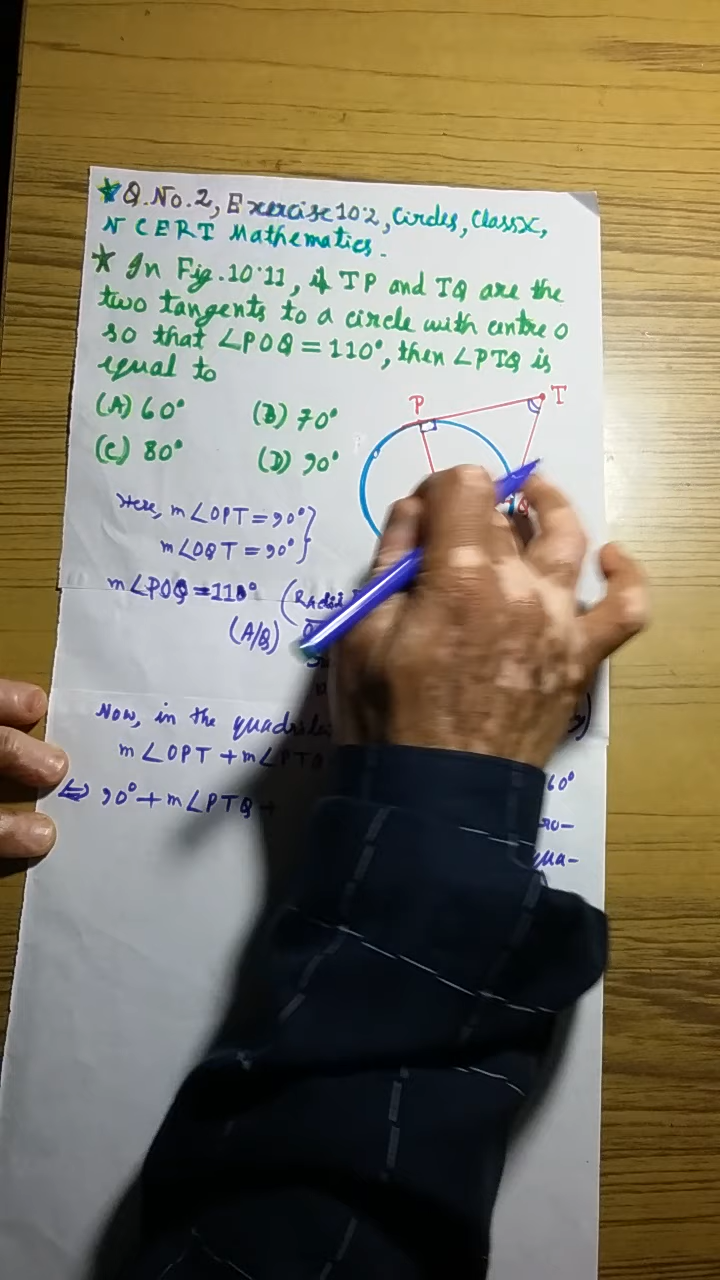 ★ Q.No.2, Exercise 10.2, Circles, Class X,
NCERT Mathematics.
★ In Fig. 10.11, if TP and TQ are the
two tangents to a circle with centre O
so that ∠POQ = 110°, then ∠PTQ is
equal to
(A) 60° (B) 70°
(C) 80° (D) 90°
P T
Q
Here, m∠OPT = 90°}
m∠OQT = 90°
m∠POQ = 110° (Radii
(A/Q)
Now, in the
m∠OPT + m∠PTQ 60°
⇔ 90° + m∠PTQ +